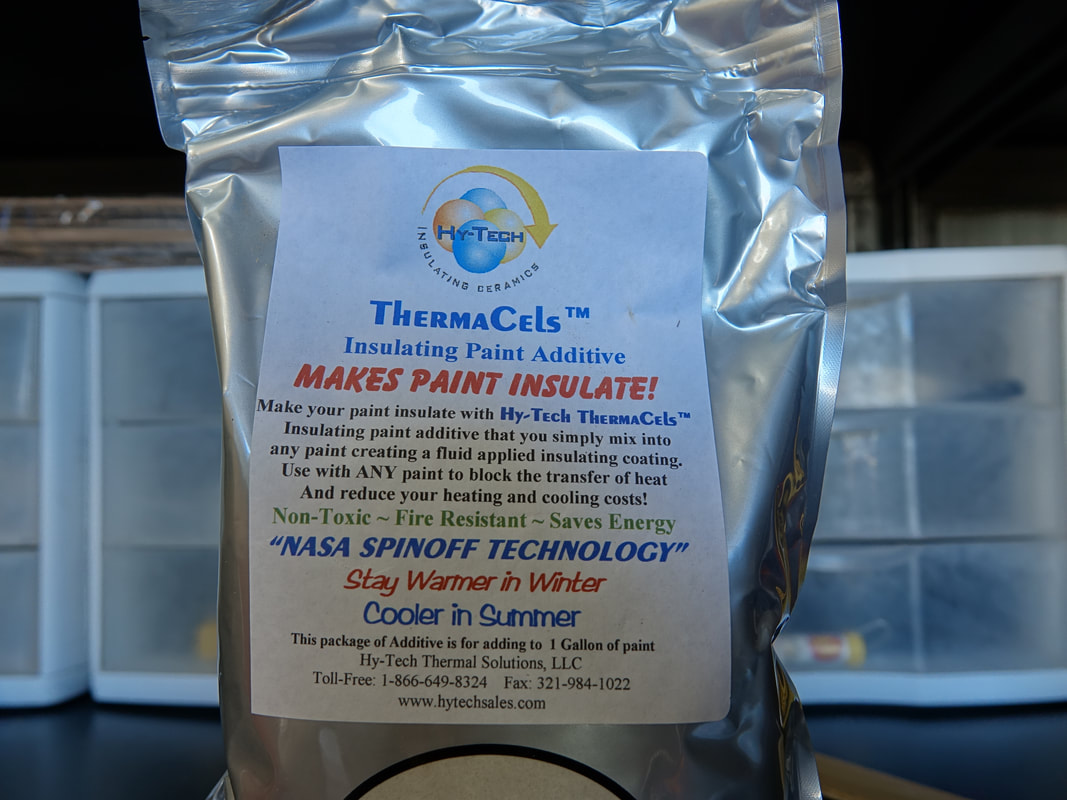 Hy-Tech
INSULATING CERAMICS
ThermaCels™
Insulating Paint Additive
MAKES PAINT INSULATE!
Make your paint insulate with Hy-Tech ThermaCels™
Insulating paint additive that you simply mix into
any paint creating a fluid applied insulating coating.
Use with ANY paint to block the transfer of heat
And reduce your heating and cooling costs!
Non-Toxic ~ Fire Resistant ~ Saves Energy
“NASA SPINOFF TECHNOLOGY”
Stay Warmer in Winter
Cooler in Summer
This package of Additive is for adding to 1 Gallon of paint
Hy-Tech Thermal Solutions, LLC
Toll-Free: 1-866-649-8324 Fax: 321-984-1022
www.hytechsales.com